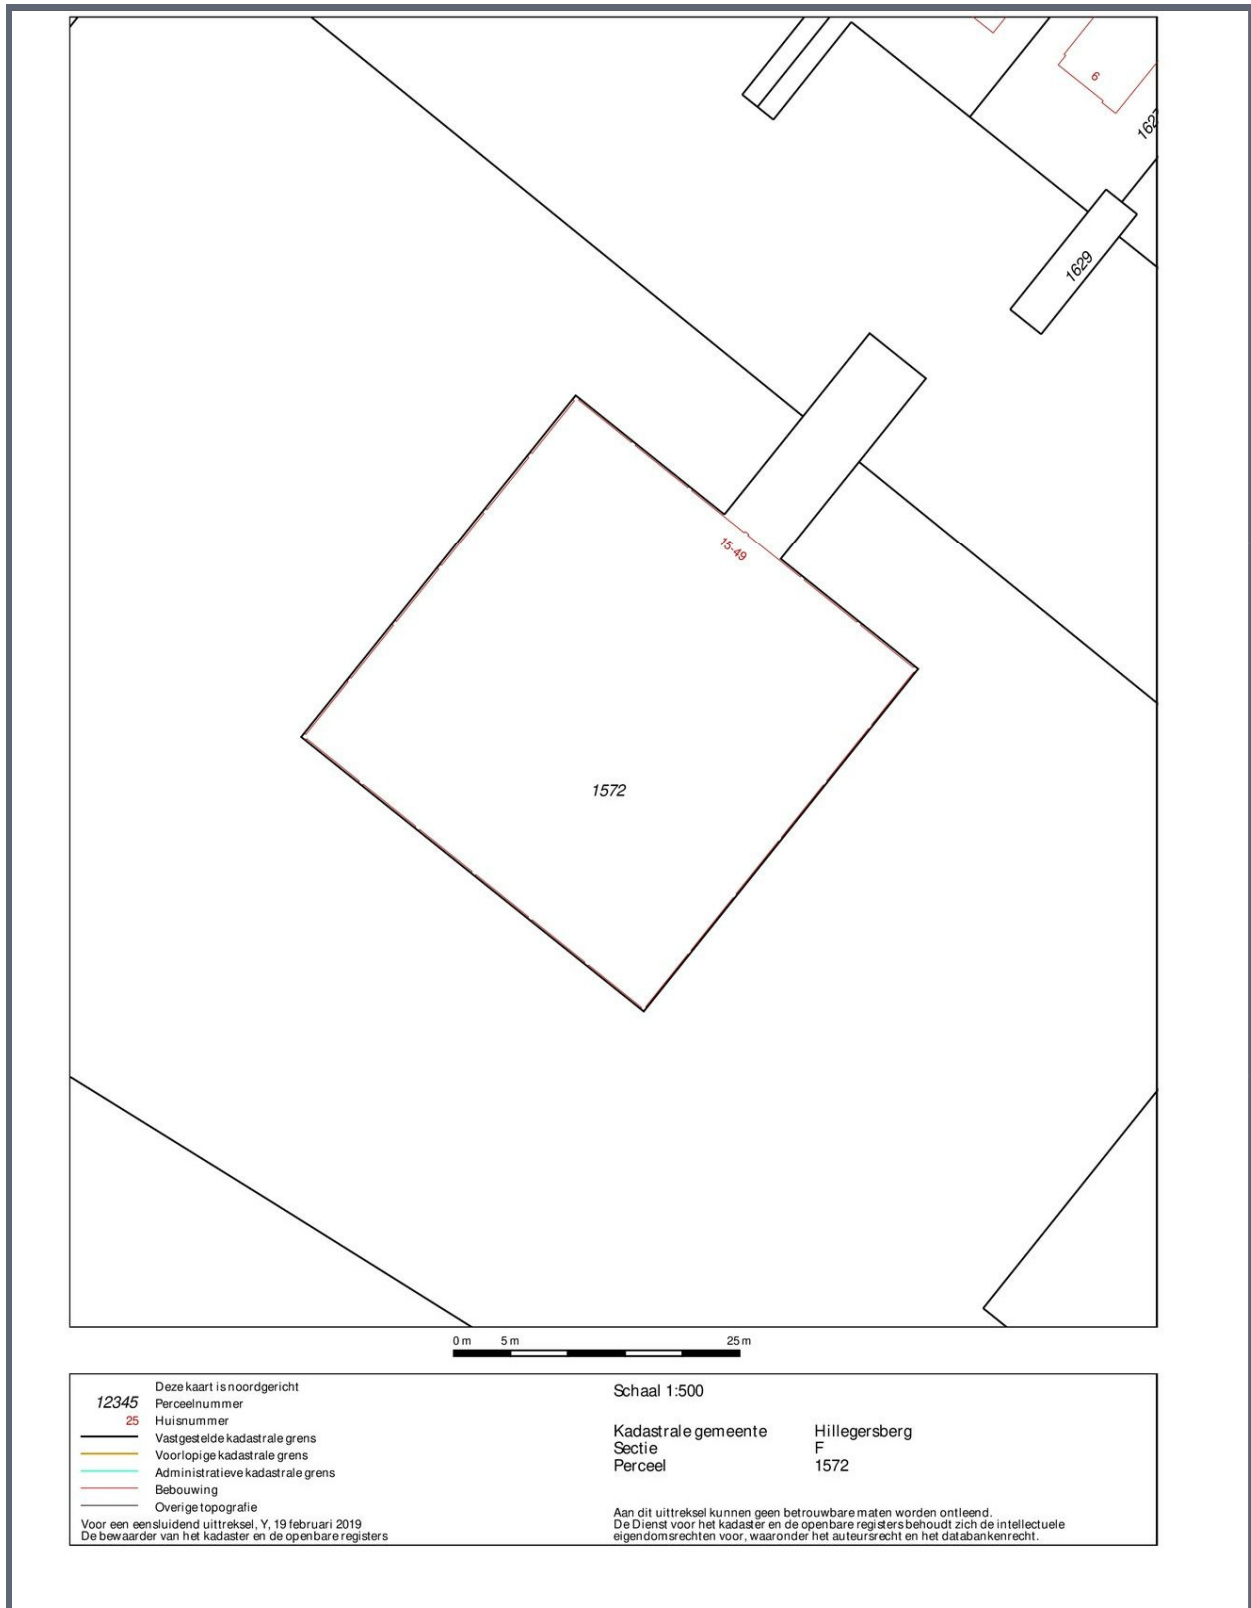 6
1627
1629
15-49
1572
0 m 5 m 25 m
Deze kaart is noordgericht
12345 Perceelnummer
25 Huisnummer
Vastgestelde kadastrale grens
Voorlopige kadastrale grens
Administratieve kadastrale grens
Bebouwing
Overige topografie
Voor een eensluidend uittreksel, Y, 19 februari 2019
De bewaarder van het kadaster en de openbare registers
Schaal 1:500
Kadastrale gemeente Hillegersberg
Sectie F
Perceel 1572
Aan dit uittreksel kunnen geen betrouwbare maten worden ontleend.
De Dienst voor het kadaster en de openbare registers behoudt zich de intellectuele
eigendomsrechten voor, waaronder het auteursrecht en het databankenrecht.